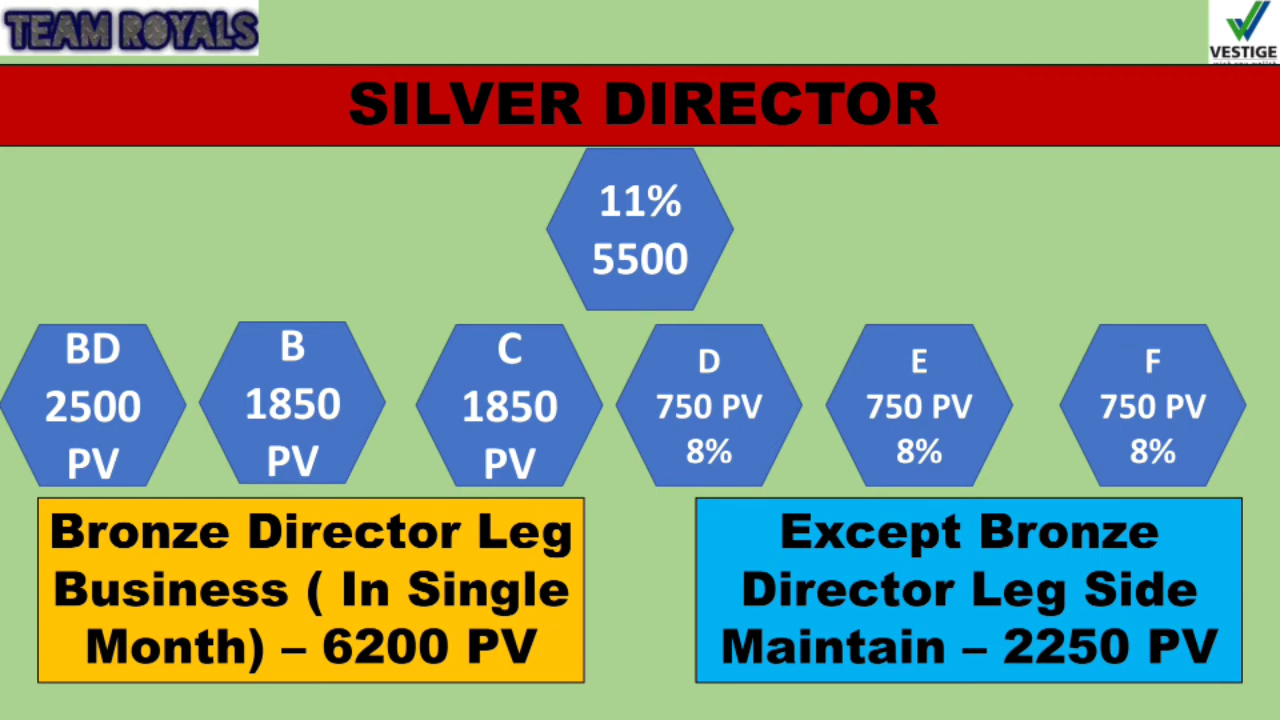 TEAM ROYALS
VESTIGE
SILVER DIRECTOR
11%
5500
BD
2500
PV
B
1850
PV
C
1850
PV
D
750 PV
8%
E
750 PV
8%
F
750 PV
8%
Bronze Director Leg
Business ( In Single
Month) – 6200 PV
Except Bronze
Director Leg Side
Maintain – 2250 PV